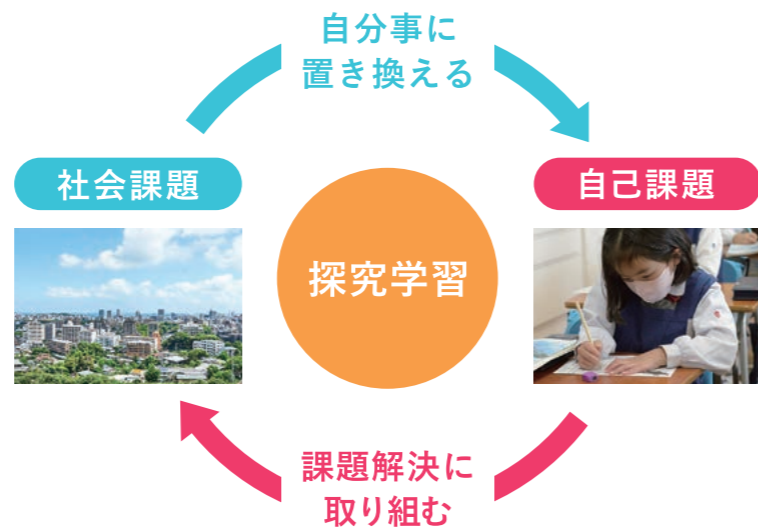 自分事に
置き換える
社会課題
自己課題
探究学習
課題解決に
取り組む